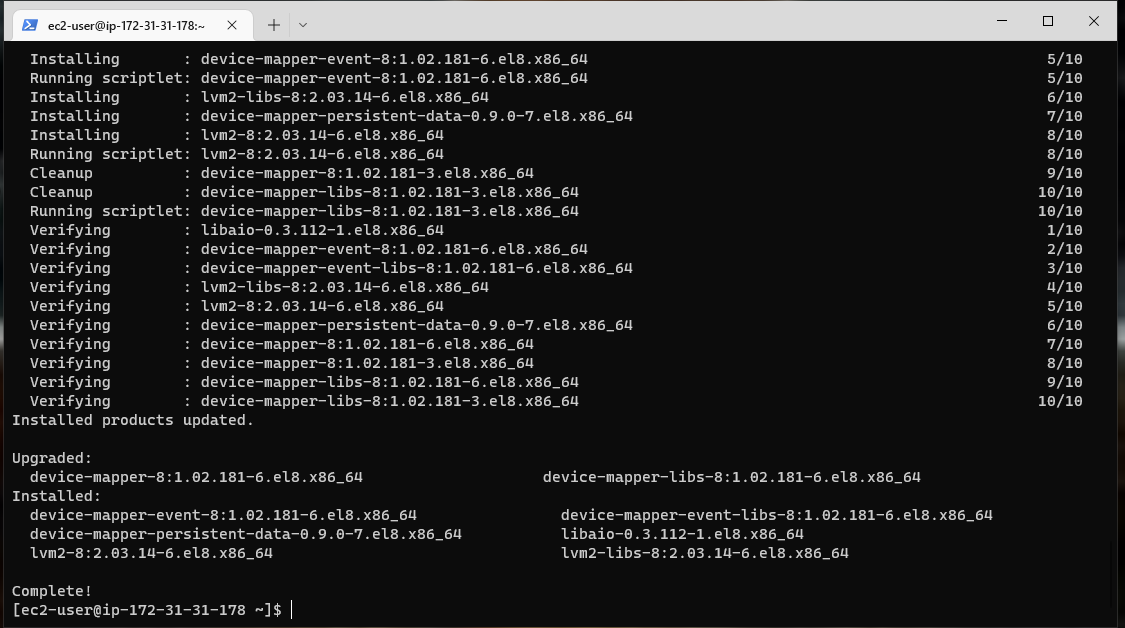 ec2-user@ip-172-31-31-178:~
Installing : device-mapper-event-8:1.02.181-6.el8.x86_64 5/10
Running scriptlet: device-mapper-event-8:1.02.181-6.el8.x86_64 5/10
Installing : lvm2-libs-8:2.03.14-6.el8.x86_64 6/10
Installing : device-mapper-persistent-data-0.9.0-7.el8.x86_64 7/10
Installing : lvm2-8:2.03.14-6.el8.x86_64 8/10
Running scriptlet: lvm2-8:2.03.14-6.el8.x86_64 8/10
Cleanup : device-mapper-8:1.02.181-3.el8.x86_64 9/10
Cleanup : device-mapper-libs-8:1.02.181-3.el8.x86_64 10/10
Running scriptlet: device-mapper-libs-8:1.02.181-3.el8.x86_64 10/10
Verifying : libaio-0.3.112-1.el8.x86_64 1/10
Verifying : device-mapper-event-8:1.02.181-6.el8.x86_64 2/10
Verifying : device-mapper-event-libs-8:1.02.181-6.el8.x86_64 3/10
Verifying : lvm2-libs-8:2.03.14-6.el8.x86_64 4/10
Verifying : lvm2-8:2.03.14-6.el8.x86_64 5/10
Verifying : device-mapper-persistent-data-0.9.0-7.el8.x86_64 6/10
Verifying : device-mapper-8:1.02.181-6.el8.x86_64 7/10
Verifying : device-mapper-8:1.02.181-3.el8.x86_64 8/10
Verifying : device-mapper-libs-8:1.02.181-6.el8.x86_64 9/10
Verifying : device-mapper-libs-8:1.02.181-3.el8.x86_64 10/10
Installed products updated.
Upgraded:
device-mapper-8:1.02.181-6.el8.x86_64 device-mapper-libs-8:1.02.181-6.el8.x86_64
Installed:
device-mapper-event-8:1.02.181-6.el8.x86_64 device-mapper-event-libs-8:1.02.181-6.el8.x86_64
device-mapper-persistent-data-0.9.0-7.el8.x86_64 libaio-0.3.112-1.el8.x86_64
lvm2-8:2.03.14-6.el8.x86_64 lvm2-libs-8:2.03.14-6.el8.x86_64
Complete!
[ec2-user@ip-172-31-31-178 ~]$